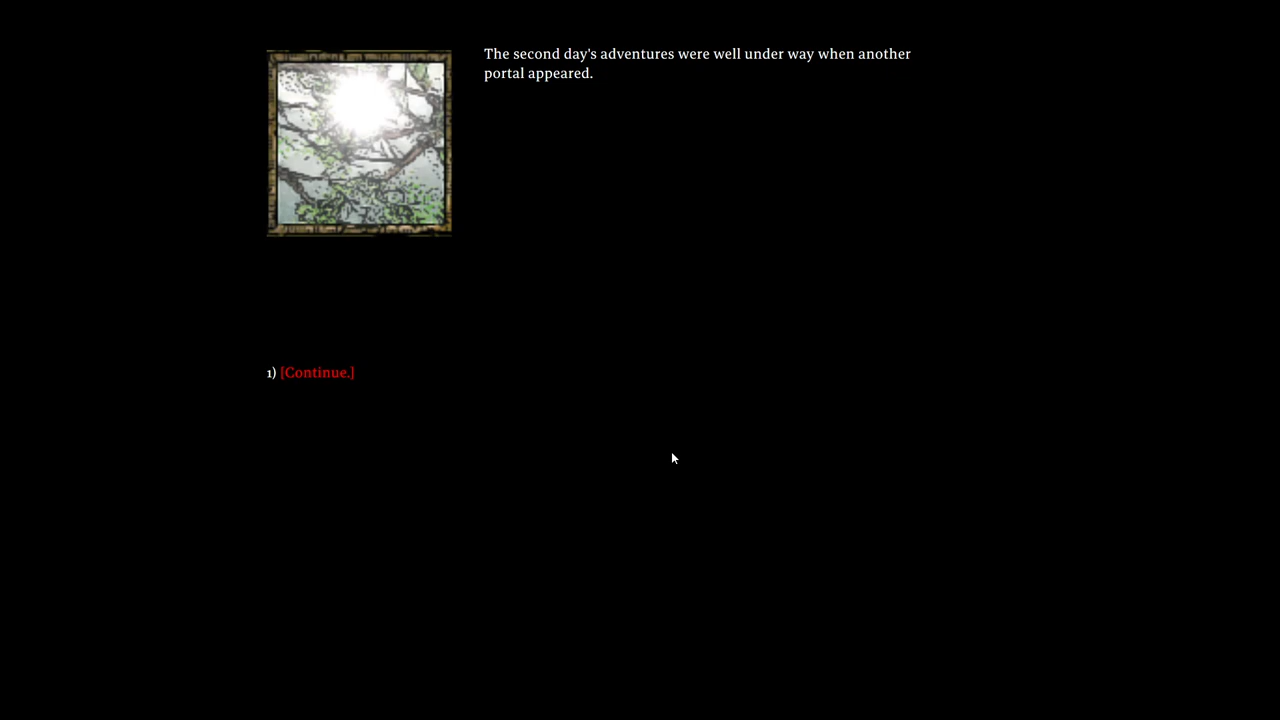 The second day's adventures were well under way when another
portal appeared.
1) [Continue.]